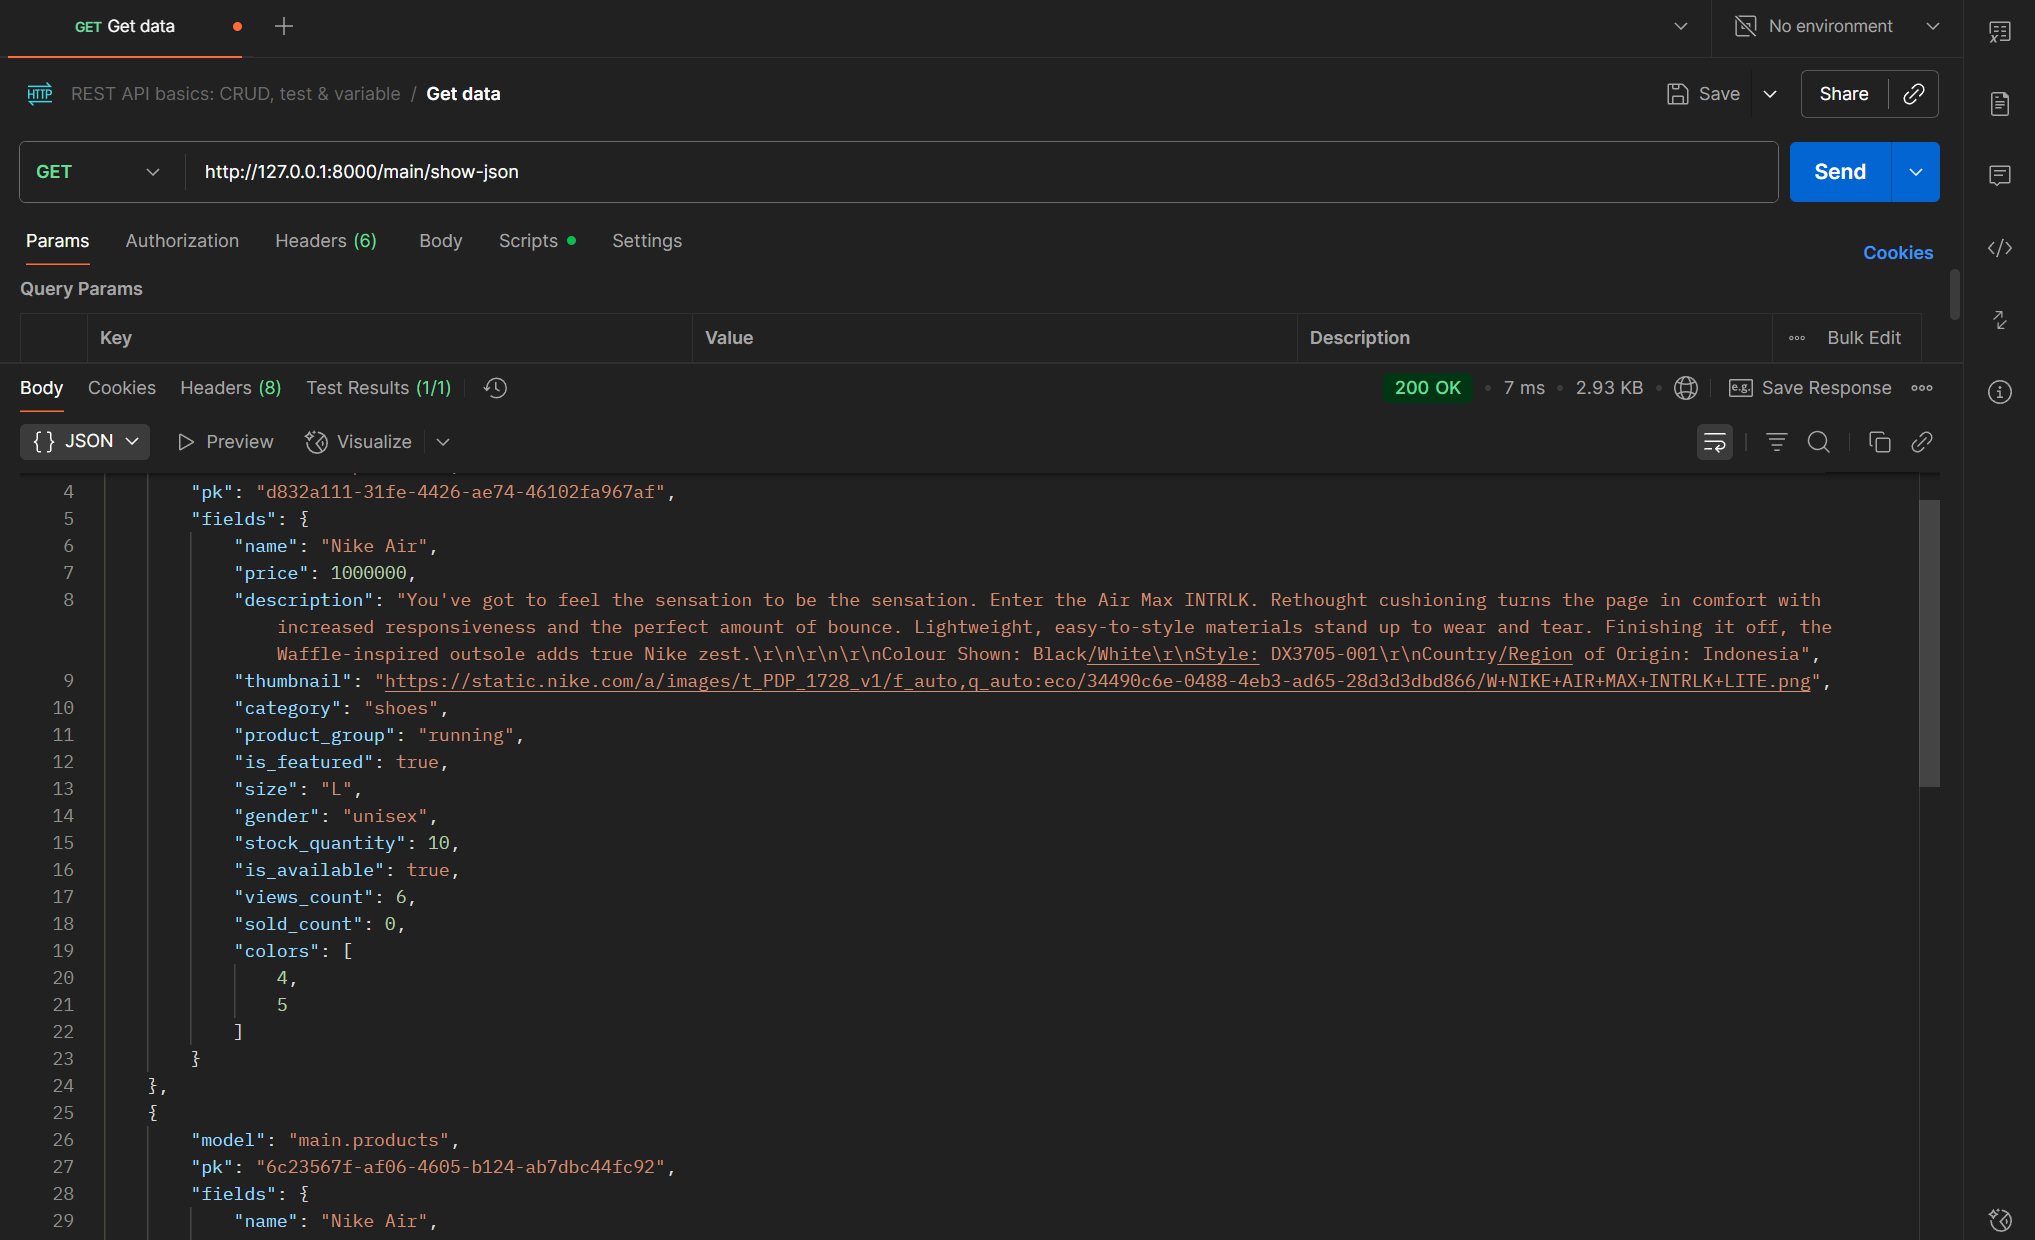 GET Get data
No environment
HTTP REST API basics: CRUD, test & variable / Get data
Save
Share
GET
http://127.0.0.1:8000/main/show-json
Send
Params
Authorization
Headers (6)
Body
Scripts
Settings
Cookies
Query Params
Key
Value
Description
Bulk Edit
Body
Cookies
Headers (8)
Test Results (1/1)
200 OK
7 ms
2.93 KB
e.g. Save Response
{} JSON
Preview
Visualize
4 "pk": "d832a111-31fe-4426-ae74-46102fa967af",
5 "fields": {
6 "name": "Nike Air",
7 "price": 1000000,
8 "description": "You've got to feel the sensation to be the sensation. Enter the Air Max INTRLK. Rethought cushioning turns the page in comfort with
increased responsiveness and the perfect amount of bounce. Lightweight, easy-to-style materials stand up to wear and tear. Finishing it off, the
Waffle-inspired outsole adds true Nike zest.\r\n\r\n\r\nColour Shown: Black/White\r\nStyle: DX3705-001\r\nCountry/Region of Origin: Indonesia",
9 "thumbnail": "https://static.nike.com/a/images/t_PDP_1728_v1/f_auto,q_auto:eco/34490c6e-0488-4eb3-ad65-28d3d3dbd866/W+NIKE+AIR+MAX+INTRLK+LITE.png",
10 "category": "shoes",
11 "product_group": "running",
12 "is_featured": true,
13 "size": "L",
14 "gender": "unisex",
15 "stock_quantity": 10,
16 "is_available": true,
17 "views_count": 6,
18 "sold_count": 0,
19 "colors": [
20 4,
21 5
22 ]
23 }
24 },
25 {
26 "model": "main.products",
27 "pk": "6c23567f-af06-4605-b124-ab7dbc44fc92",
28 "fields": {
29 "name": "Nike Air",